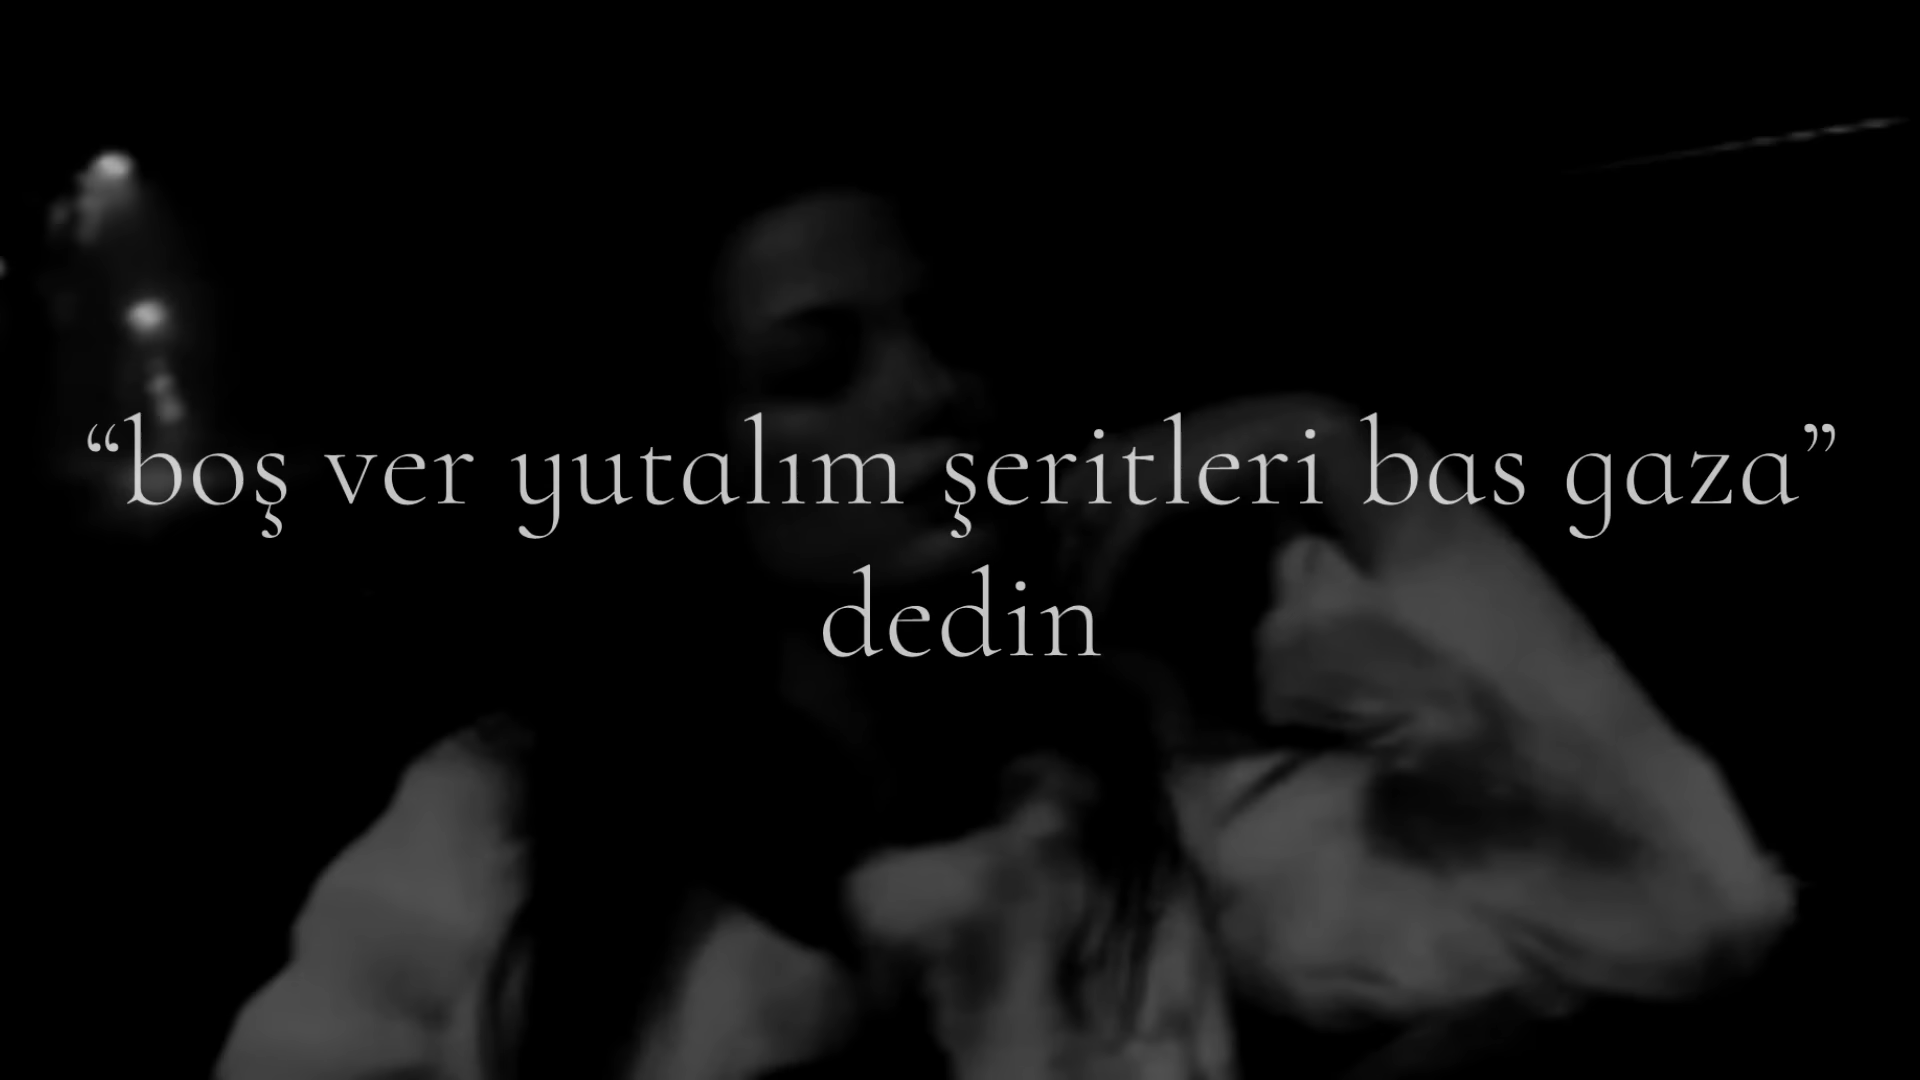 “boş ver yutalım şeritleri bas gaza”
dedin